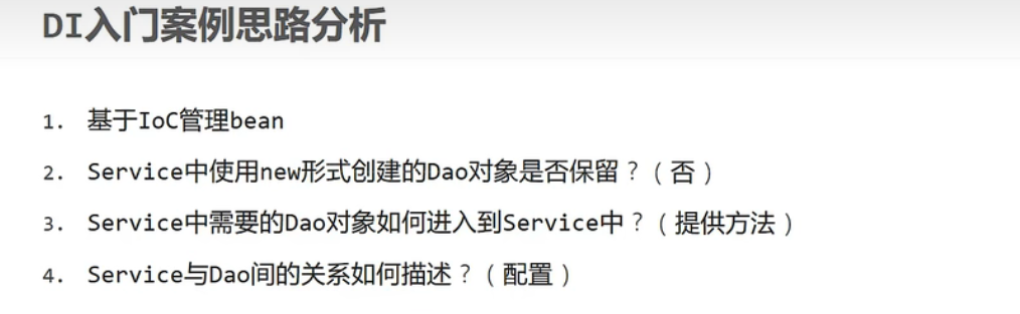 DI入门案例思路分析
1. 基于IoC管理bean
2. Service中使用new形式创建的Dao对象是否保留？（否）
3. Service中需要的Dao对象如何进入到Service中？（提供方法）
4. Service与Dao间的关系如何描述？（配置）